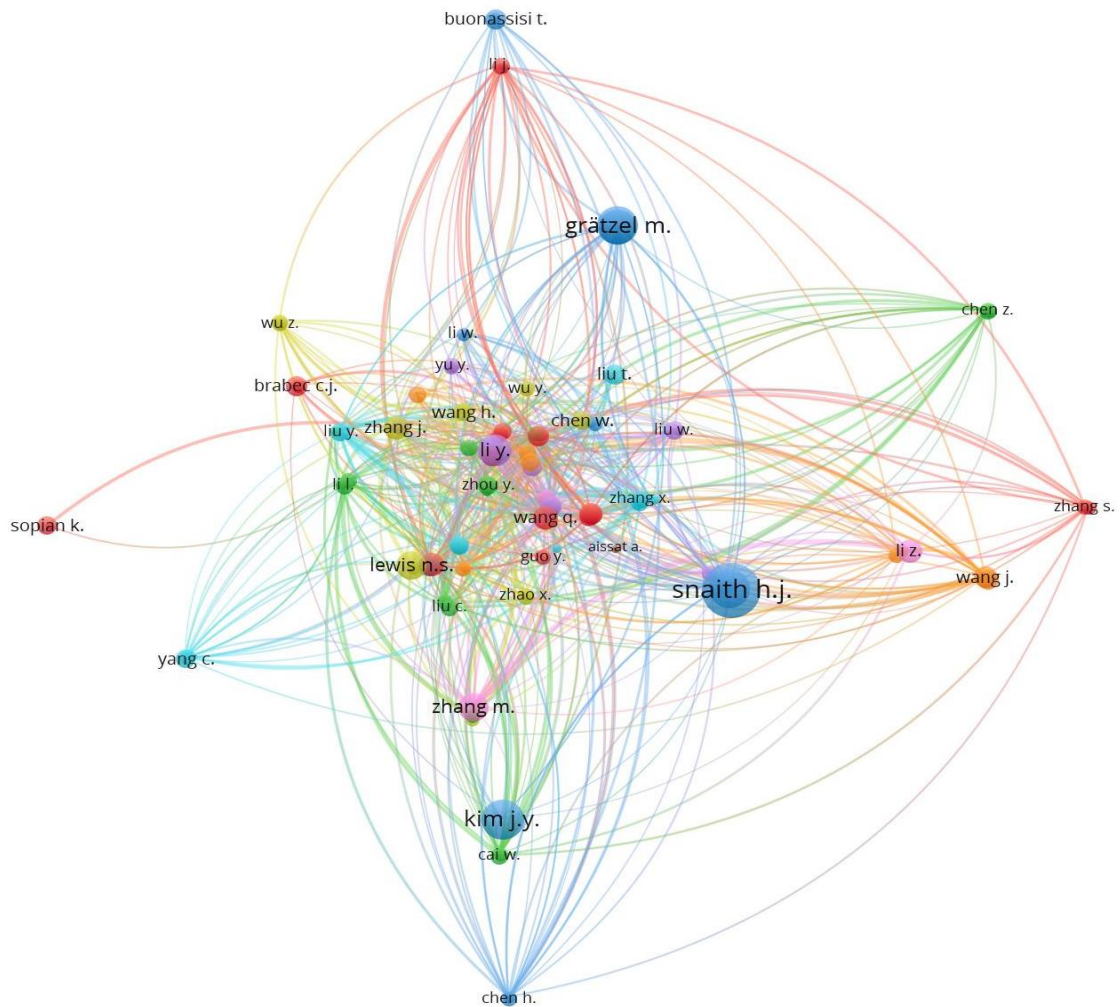 buonassisi t.
li j.
grätzel m.
chen z.
wu z.
li w.
yu y.
liu t.
brabec c.j.
wu y.
wang h.
chen w.
liu y.
zhang j.
liu w.
li y.
li l.
zhou y.
zhang x.
zhang s.
wang q.
sopian k.
aissat a.
guo y.
li z.
lewis n.s.
wang j.
snaith h.j.
zhao x.
liu c.
yang c.
zhang m.
kim j.y.
cai w.
chen h.